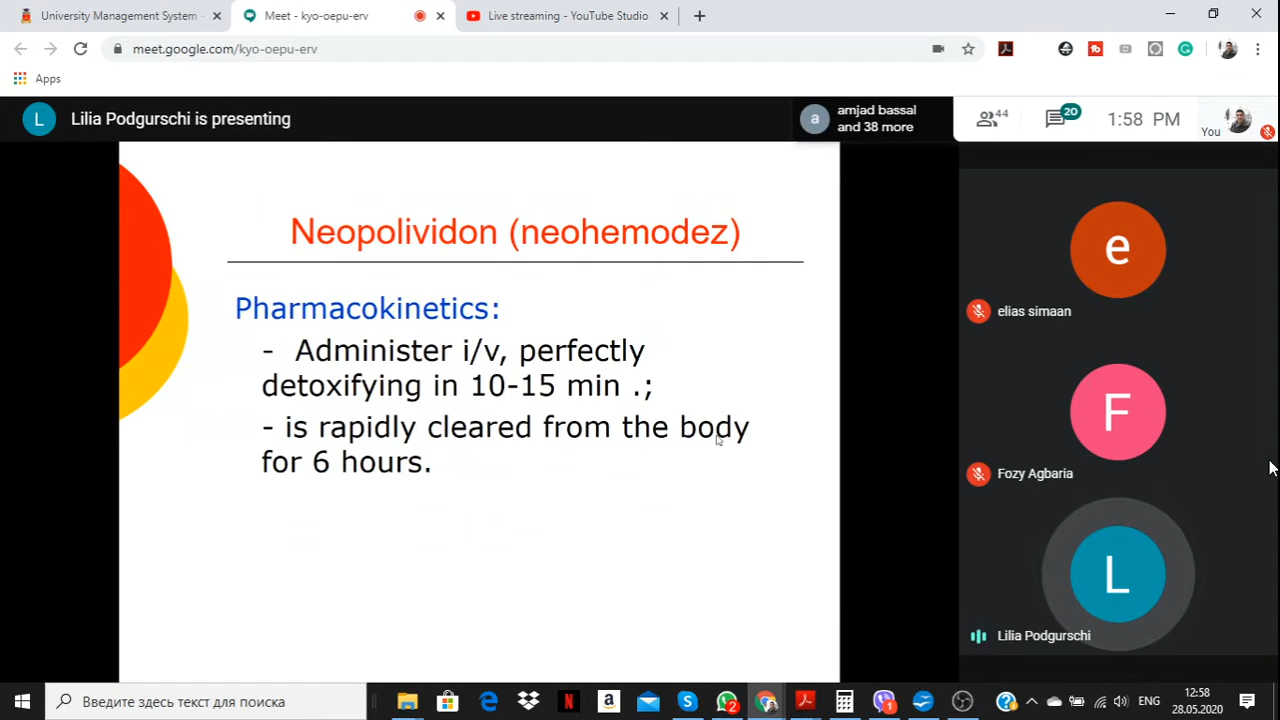 University Management System -
Meet - kyo-oepu-erv
Live streaming - YouTube Studio
meet.google.com/kyo-oepu-erv
Apps
L
Lilia Podgurschi is presenting
a
amjad bassal
and 38 more
44
20
1:58 PM
You
Neopolividon (neohemodez)
Pharmacokinetics:
- Administer i/v, perfectly
detoxifying in 10-15 min .;
- is rapidly cleared from the body
for 6 hours.
e
elias simaan
F
Fozy Agbaria
L
Lilia Podgurschi
Введите здесь текст для поиска
2
1
ENG
12:58
28.05.2020